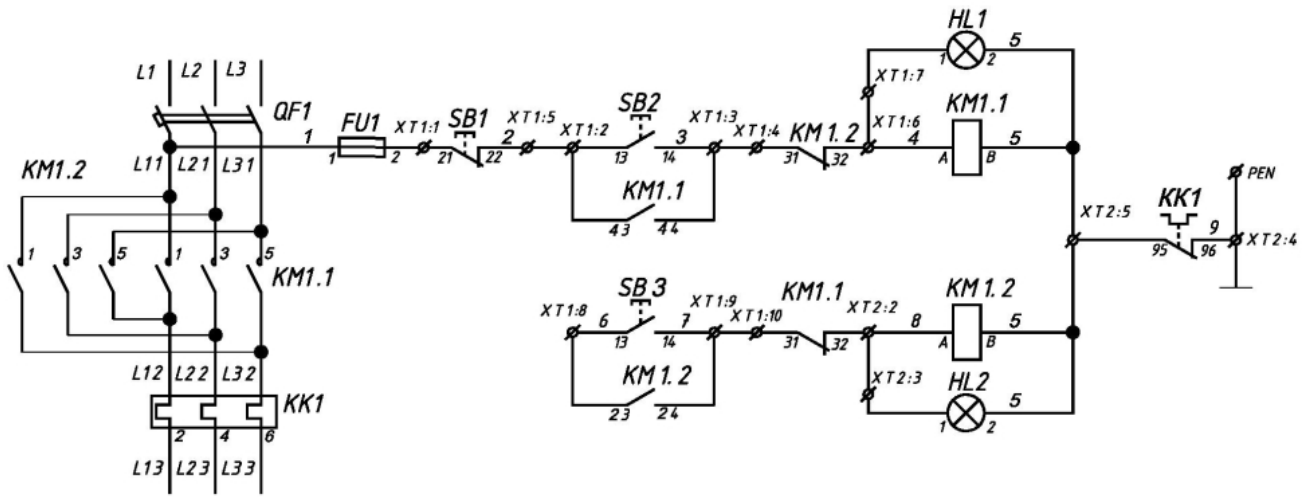 HL1
L1 L2 L3
5
1 2
XT1:7
QF1
1
FU1
SB1
XT1:5
SB2
XT1:3
XT1:6
KM1.1
XT1:1
2
XT1:2
3
XT1:4
KM1.2
4
5
1 2
21 22
13 14
31 32
A B
L11 L21 L31
KM1.2
KM1.1
43 44
PEN
KK1
XT2:5
9
95 96
XT2:4
1 3 5 1 3 5
KM1.1
SB3
KM1.1
KM1.2
XT1:8
6
7
XT1:9
XT1:10
XT2:2
8
5
13 14
31 32
A B
L12 L22 L32
KM1.2
XT2:3
HL2
23 24
5
1 2
KK1
2 4 6
L13 L23 L33